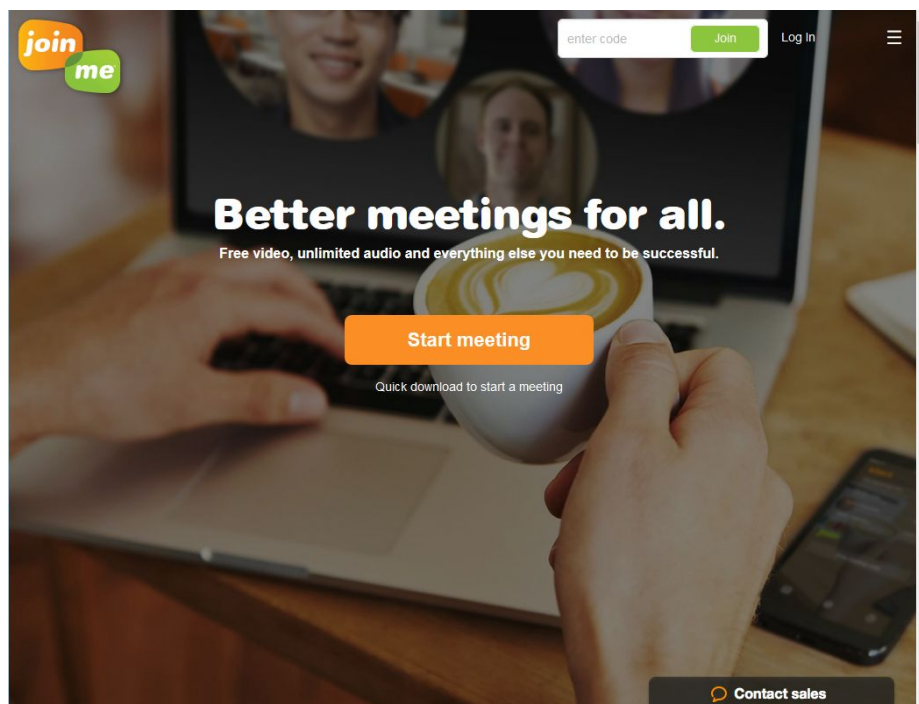 join
me
enter code
Join
Log In
Better meetings for all.
Free video, unlimited audio and everything else you need to be successful.
Start meeting
Quick download to start a meeting
Contact sales